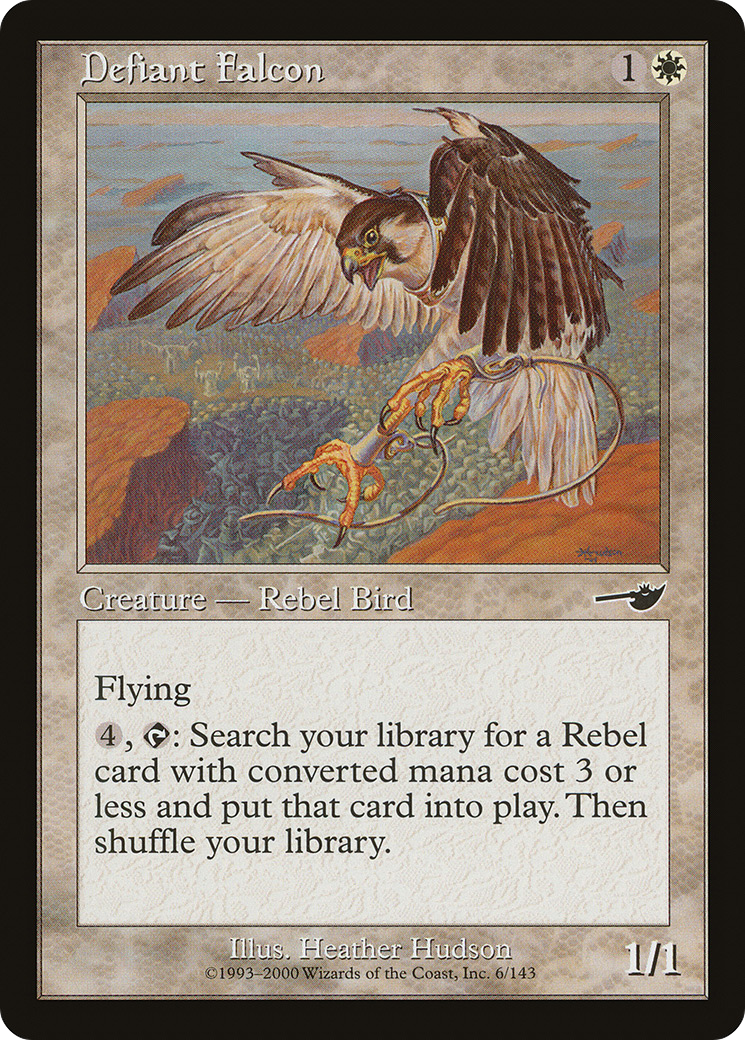 Defiant Falcon 1
Creature — Rebel Bird
Flying
4, : Search your library for a Rebel
card with converted mana cost 3 or
less and put that card into play. Then
shuffle your library.
Illus. Heather Hudson
©1993–2000 Wizards of the Coast, Inc. 6/143
1/1